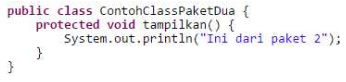 public class ContohClassPaketDua {
    protected void tampilkan() {
        System.out.println("Ini dari paket 2");
    }
}